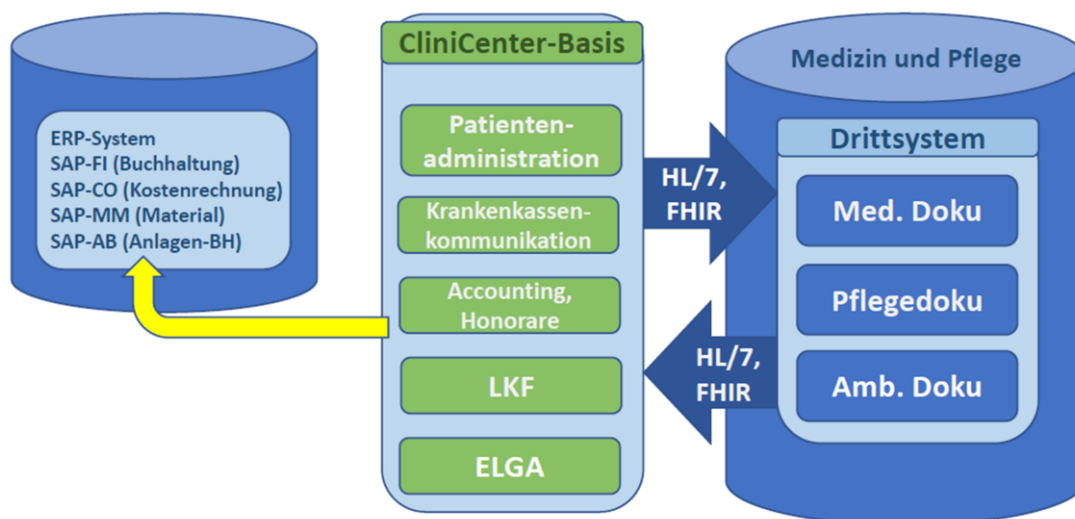 ERP-System
SAP-FI (Buchhaltung)
SAP-CO (Kostenrechnung)
SAP-MM (Material)
SAP-AB (Anlagen-BH)
CliniCenter-Basis
Patienten-
administration
Krankenkassen-
kommunikation
Accounting,
Honorare
LKF
ELGA
HL/7,
FHIR
HL/7,
FHIR
Medizin und Pflege
Drittsystem
Med. Doku
Pflegedoku
Amb. Doku